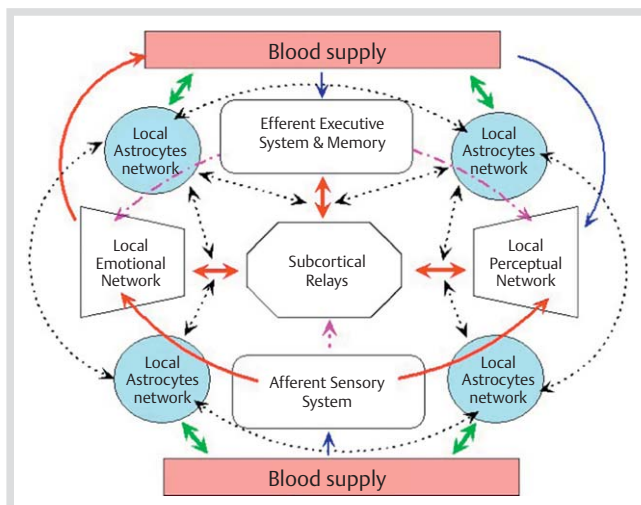 Blood supply
Efferent Executive
System & Memory
Local
Astrocytes
network
Local
Astrocytes
network
Local
Emotional
Network
Subcortical
Relays
Local
Perceptual
Network
Local
Astrocytes
network
Afferent Sensory
System
Local
Astrocytes
network
Blood supply